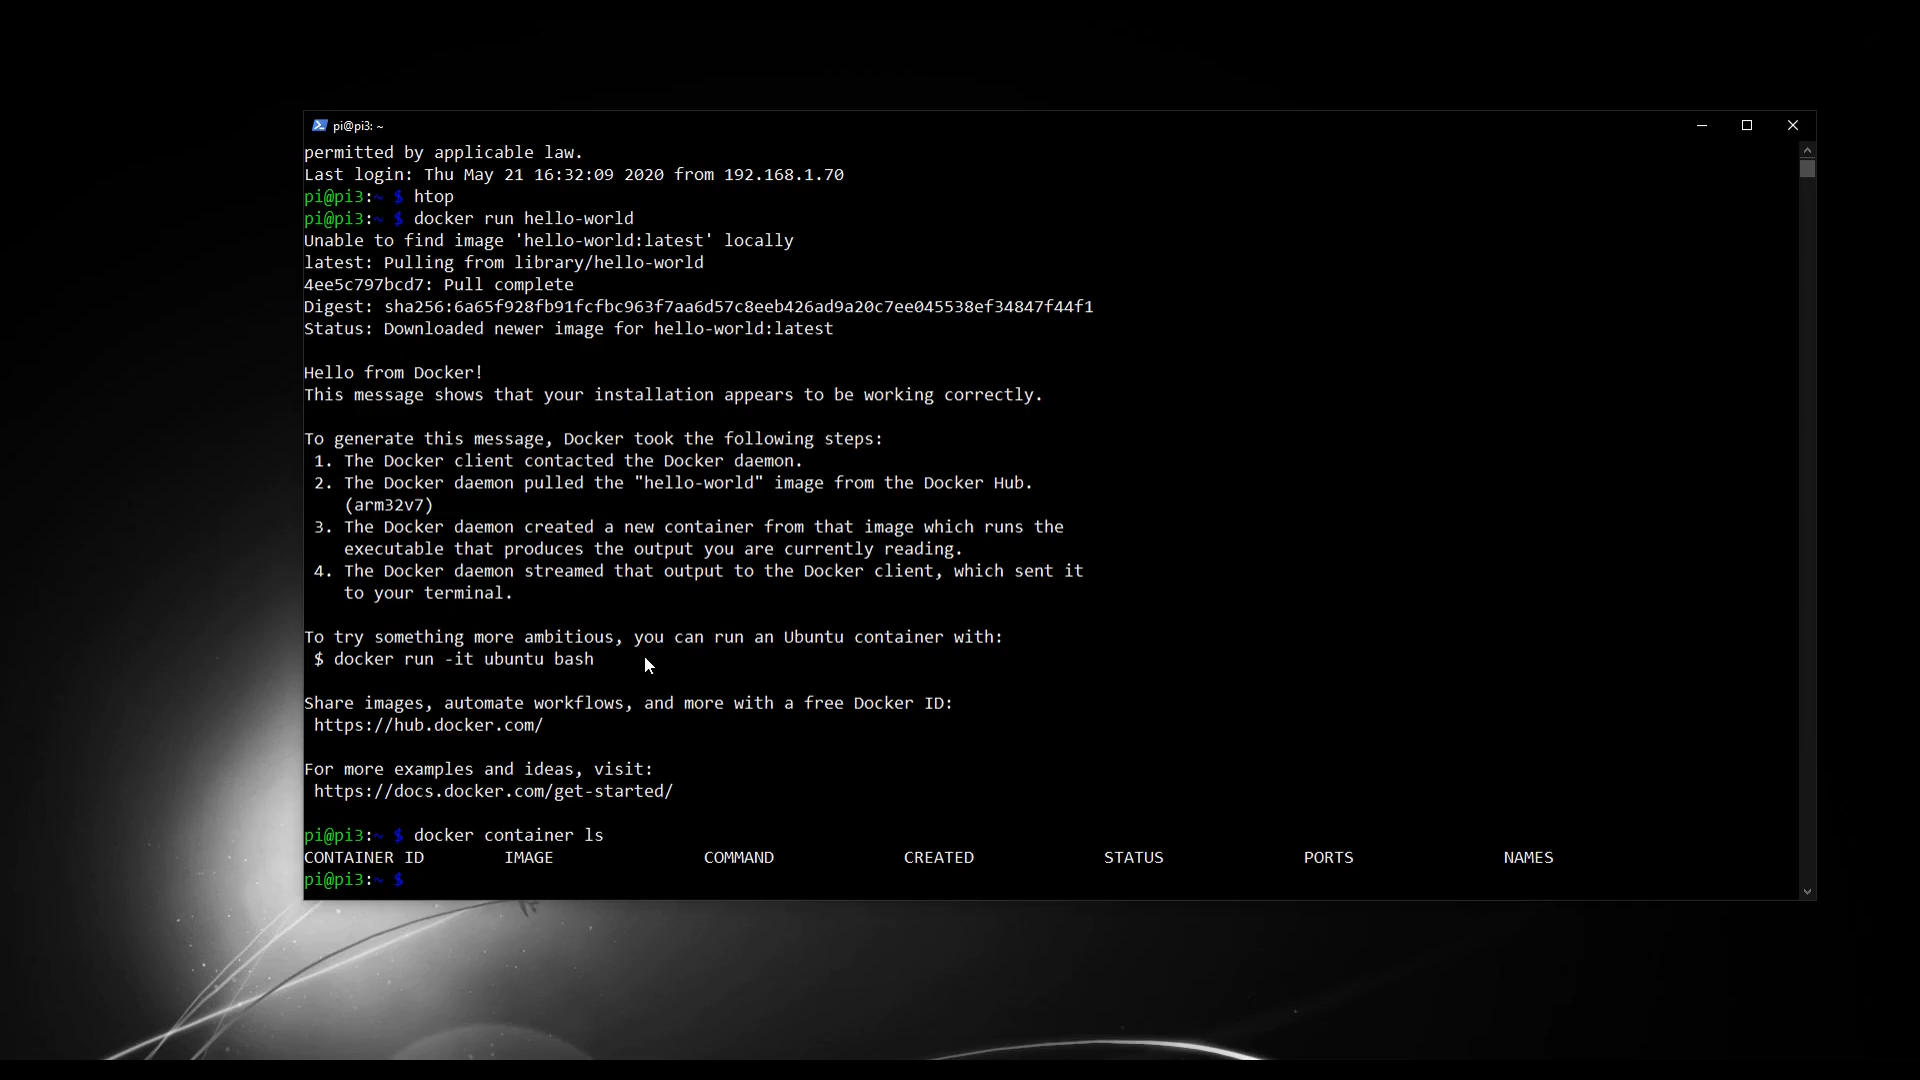 pi@pi3: ~
permitted by applicable law.
Last login: Thu May 21 16:32:09 2020 from 192.168.1.70
pi@pi3:~ $ htop
pi@pi3:~ $ docker run hello-world
Unable to find image 'hello-world:latest' locally
latest: Pulling from library/hello-world
4ee5c797bcd7: Pull complete
Digest: sha256:6a65f928fb91fcfbc963f7aa6d57c8eeb426ad9a20c7ee045538ef34847f44f1
Status: Downloaded newer image for hello-world:latest
Hello from Docker!
This message shows that your installation appears to be working correctly.
To generate this message, Docker took the following steps:
1. The Docker client contacted the Docker daemon.
2. The Docker daemon pulled the "hello-world" image from the Docker Hub.
(arm32v7)
3. The Docker daemon created a new container from that image which runs the
executable that produces the output you are currently reading.
4. The Docker daemon streamed that output to the Docker client, which sent it
to your terminal.
To try something more ambitious, you can run an Ubuntu container with:
$ docker run -it ubuntu bash
Share images, automate workflows, and more with a free Docker ID:
https://hub.docker.com/
For more examples and ideas, visit:
https://docs.docker.com/get-started/
pi@pi3:~ $ docker container ls
CONTAINER ID IMAGE COMMAND CREATED STATUS PORTS NAMES
pi@pi3:~ $